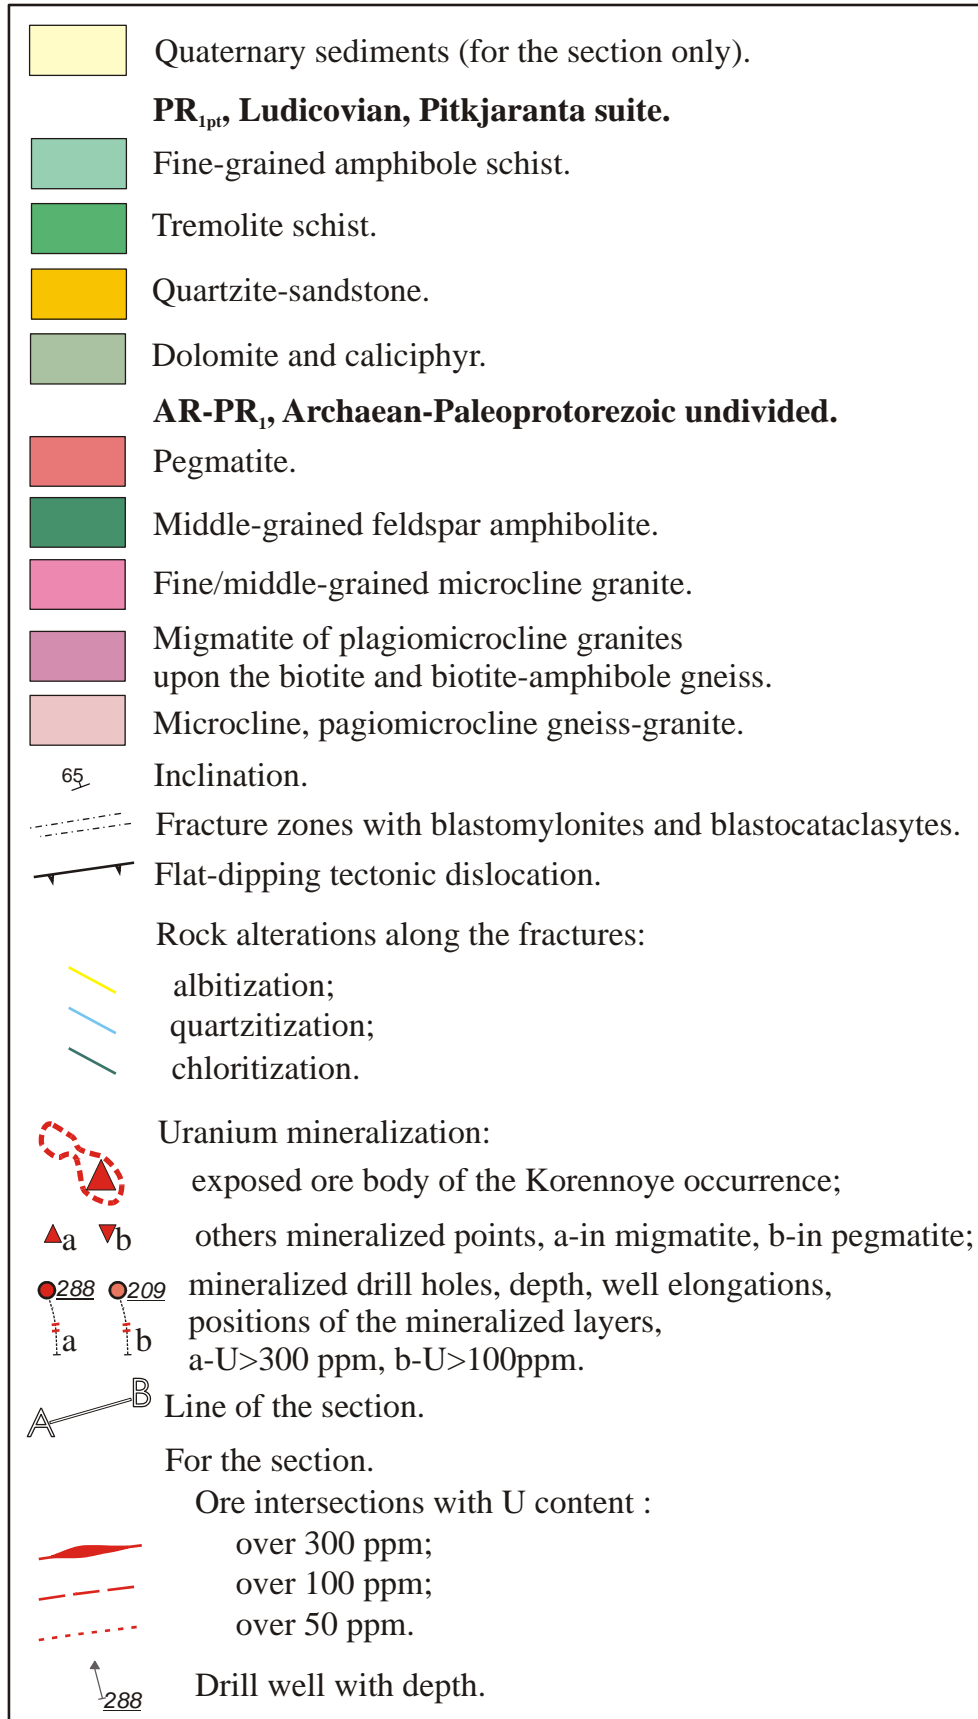 Quaternary sediments (for the section only).
PR1pt, Ludicovian, Pitkjaranta suite.
Fine-grained amphibole schist.
Tremolite schist.
Quartzite-sandstone.
Dolomite and caliciphyr.
AR-PR1, Archaean-Paleoprotorezoic undivided.
Pegmatite.
Middle-grained feldspar amphibolite.
Fine/middle-grained microcline granite.
Migmatite of plagiomicrocline granites
upon the biotite and biotite-amphibole gneiss.
Microcline, pagiomicrocline gneiss-granite.
65 Inclination.
Fracture zones with blastomylonites and blastocataclasytes.
Flat-dipping tectonic dislocation.
Rock alterations along the fractures:
albitization;
quartzitization;
chloritization.
Uranium mineralization:
exposed ore body of the Korennoye occurrence;
a b others mineralized points, a-in migmatite, b-in pegmatite;
288 209 mineralized drill holes, depth, well elongations,
a b positions of the mineralized layers,
a-U>300 ppm, b-U>100ppm.
A B Line of the section.
For the section.
Ore intersections with U content :
over 300 ppm;
over 100 ppm;
over 50 ppm.
288 Drill well with depth.